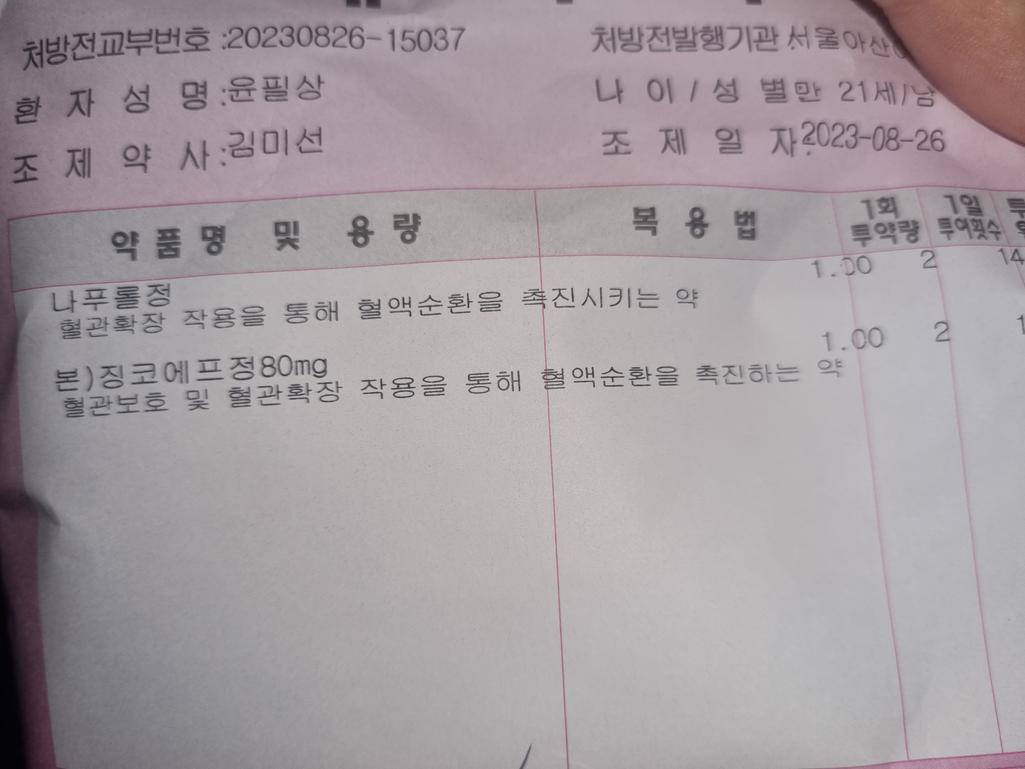 처방전교부번호 :20230826-15037 처방전발행기관 서울아산
환 자 성 명 :윤필상 나 이 / 성 별만 21세/남
조 제 약 사 :김미선 조 제 일 자:2023-08-26
약 품 명 및 용 량 복 용 법 1회 투약량 1일 투여횟수
나푸롤정 1.00 2 14
혈관확장 작용을 통해 혈액순환을 촉진시키는 약
본)징코에프정80mg 1.00 2 1
혈관보호 및 혈관확장 작용을 통해 혈액순환을 촉진하는 약